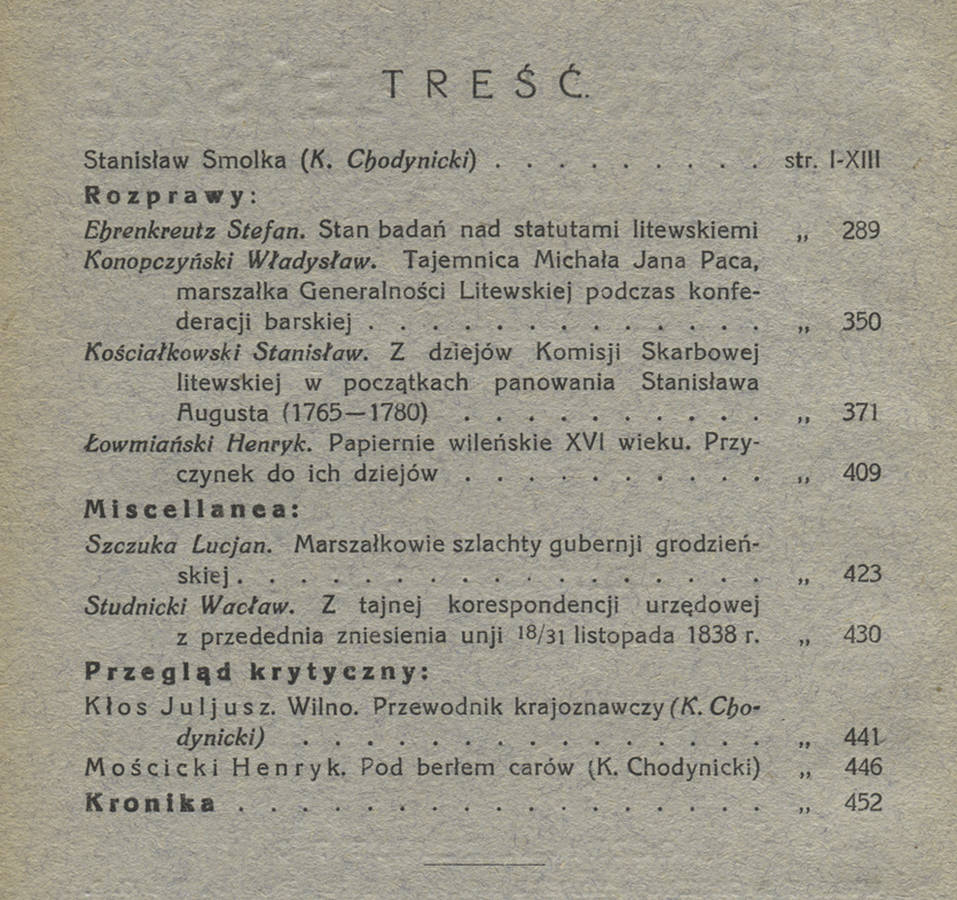 TREŚĆ.
Stanisław Smolka (K. Chodynicki) . . . . . . . . . str. I-XIII
Rozprawy:
Ehrenkreutz Stefan. Stan badań nad statutami litewskiemi „ 289
Konopczyński Władysław. Tajemnica Michała Jana Paca,
marszałka Generalności Litewskiej podczas konfe-
deracji barskiej . . . . . . . . . . . . . „ 350
Kościałkowski Stanisław. Z dziejów Komisji Skarbowej
litewskiej w początkach panowania Stanisława
Augusta (1765—1780) . . . . . . . . . . „ 371
Łowmiański Henryk. Papiernie wileńskie XVI wieku. Przy-
czynek do ich dziejów . . . . . . . . . . „ 409
Miscellanea:
Szczuka Lucjan. Marszałkowie szlachty gubernji grodzień-
skiej . . . . . . . . . . . . . . . . . „ 423
Studnicki Wacław. Z tajnej korespondencji urzędowej
z przedednia zniesienia unji 18/31 listopada 1838 r. „ 430
Przegląd krytyczny:
Kłos Juljusz. Wilno. Przewodnik krajoznawczy (K. Cho-
dynicki) . . . . . . . . . . . . . . . „ 441
Mościcki Henryk. Pod berłem carów (K. Chodynicki) „ 446
Kronika . . . . . . . . . . . . . . . . . „ 452